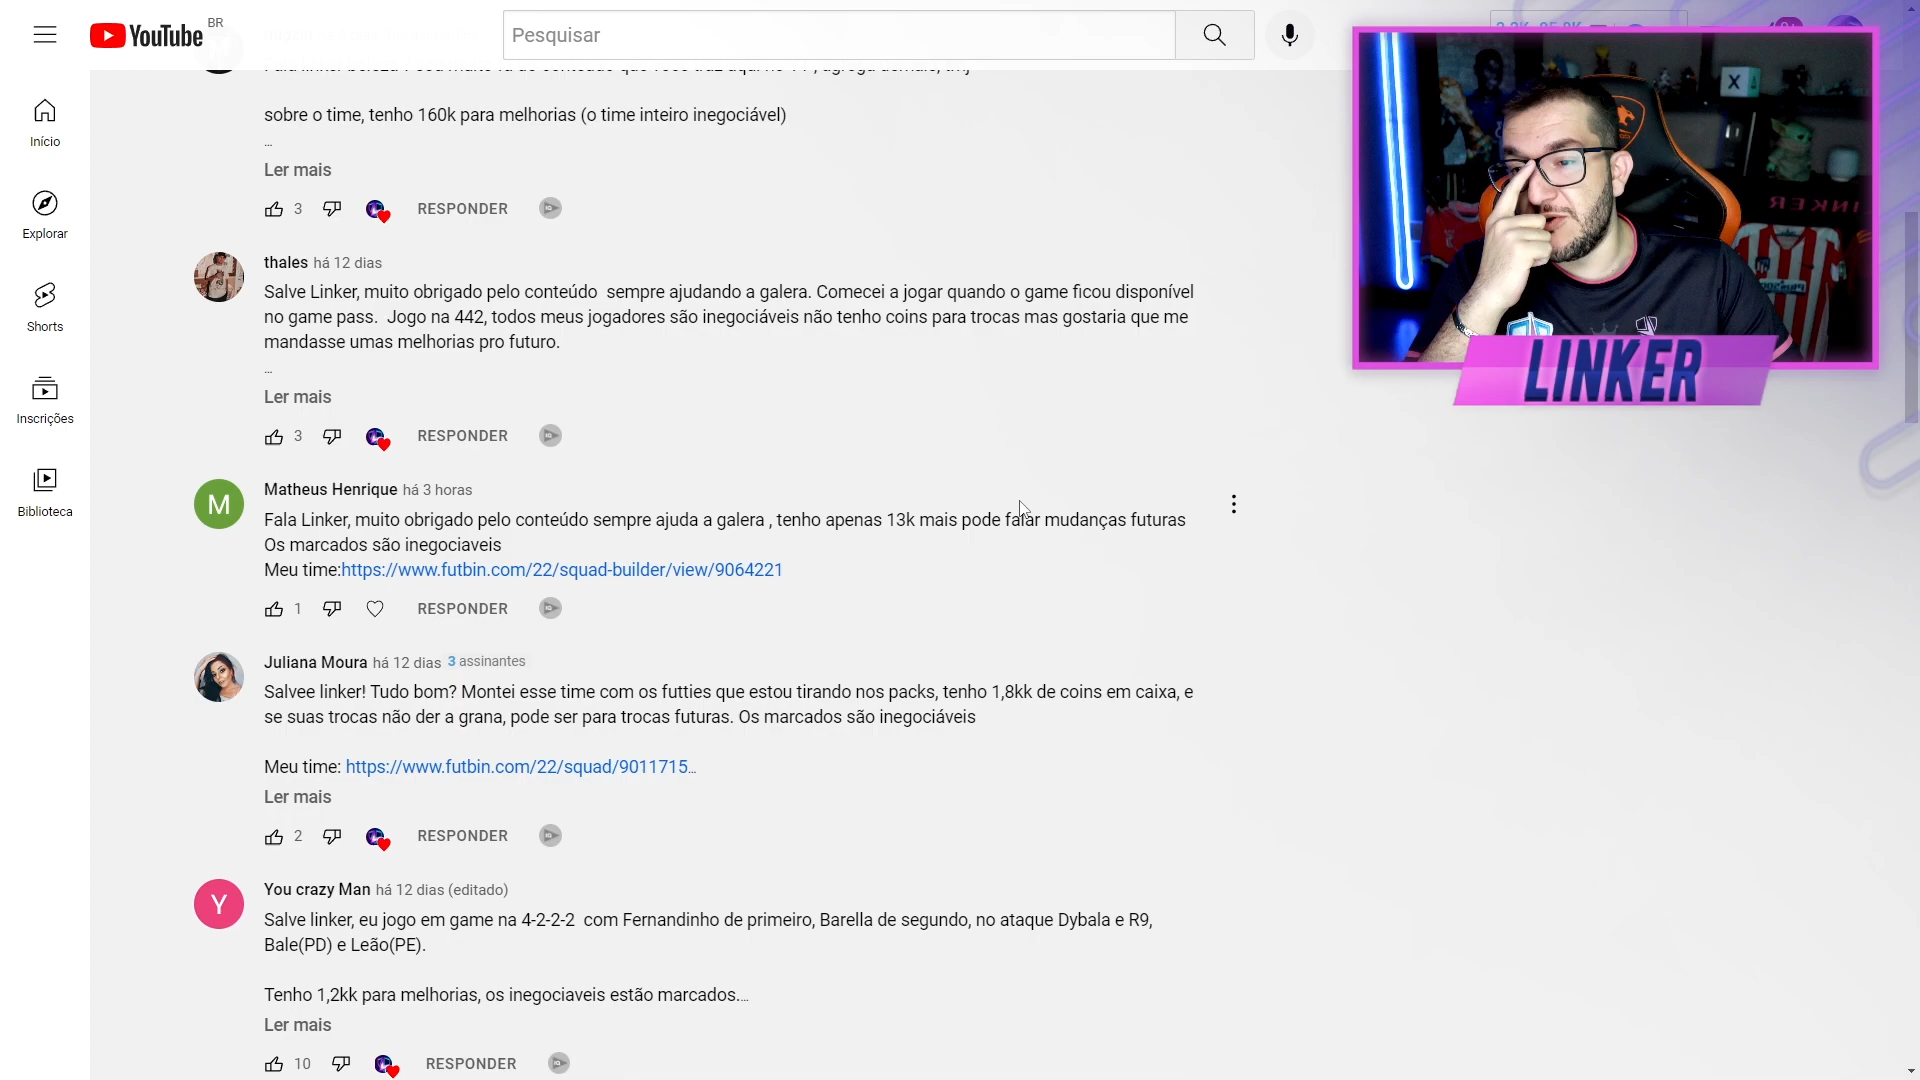 YouTube BR
Pesquisar
Início
Explorar
Shorts
Inscrições
Biblioteca
sobre o time, tenho 160k para melhorias (o time inteiro inegociável)
...
Ler mais
3 RESPONDER
thales há 12 dias
Salve Linker, muito obrigado pelo conteúdo sempre ajudando a galera. Comecei a jogar quando o game ficou disponível
no game pass. Jogo na 442, todos meus jogadores são inegociáveis não tenho coins para trocas mas gostaria que me
mandasse umas melhorias pro futuro.
...
Ler mais
3 RESPONDER
Matheus Henrique há 3 horas
Fala Linker, muito obrigado pelo conteúdo sempre ajuda a galera , tenho apenas 13k mais pode falar mudanças futuras
Os marcados são inegociaveis
Meu time:https://www.futbin.com/22/squad-builder/view/9064221
1 RESPONDER
Juliana Moura há 12 dias 3 assinantes
Salvee linker! Tudo bom? Montei esse time com os futties que estou tirando nos packs, tenho 1,8kk de coins em caixa, e
se suas trocas não der a grana, pode ser para trocas futuras. Os marcados são inegociáveis
Meu time: https://www.futbin.com/22/squad/9011715...
Ler mais
2 RESPONDER
You crazy Man há 12 dias (editado)
Salve linker, eu jogo em game na 4-2-2-2 com Fernandinho de primeiro, Barella de segundo, no ataque Dybala e R9,
Bale(PD) e Leão(PE).
Tenho 1,2kk para melhorias, os inegociaveis estão marcados....
Ler mais
10 RESPONDER
M
Y
X
LINKER